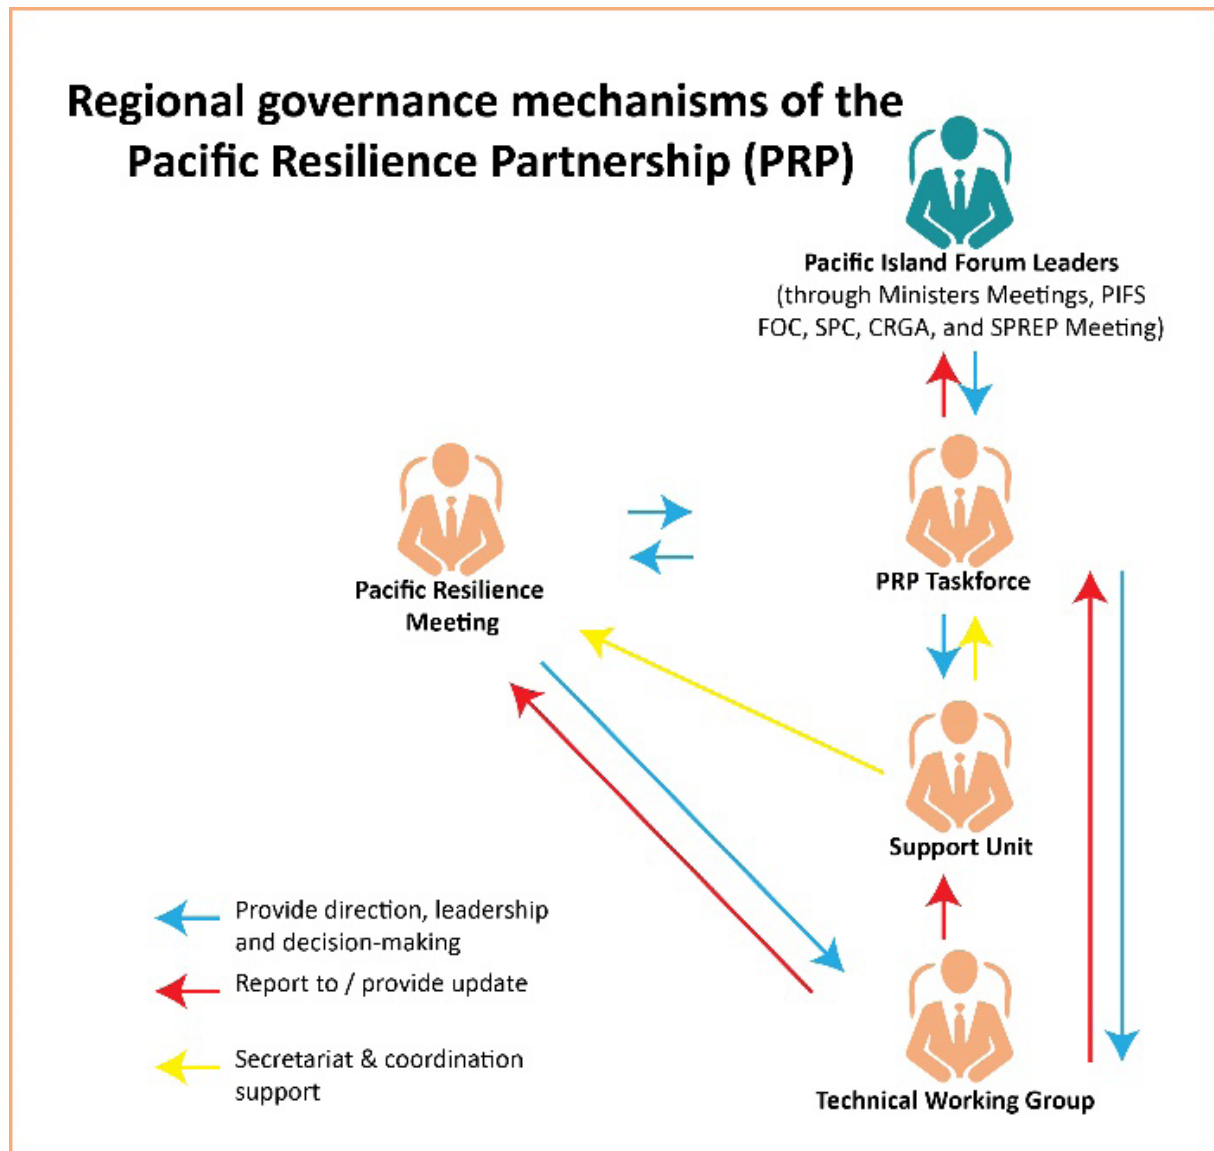 Regional governance mechanisms of the
Pacific Resilience Partnership (PRP)
Pacific Island Forum Leaders
(through Ministers Meetings, PIFS
FOC, SPC, CRGA, and SPREP Meeting)
Pacific Resilience
Meeting
PRP Taskforce
Support Unit
Provide direction, leadership
and decision-making
Report to / provide update
Secretariat & coordination
support
Technical Working Group